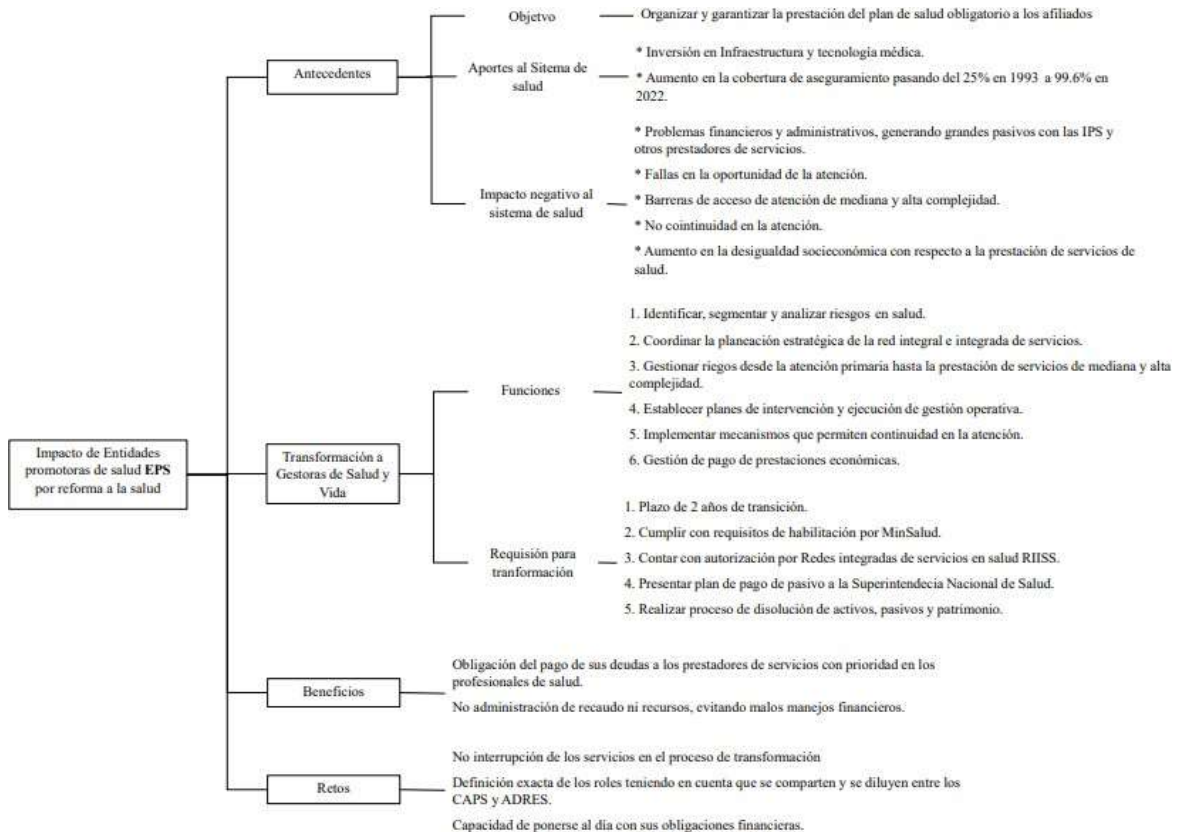 Objetvo
Organizar y garantizar la prestación del plan de salud obligatorio a los afiliados
Antecedentes
Aportes al Sitema de
salud
* Inversión en Infraestructura y tecnología médica.
* Aumento en la cobertura de aseguramiento pasando del 25% en 1993 a 99.6% en
2022.
Impacto negativo al
sistema de salud
* Problemas financieros y administrativos, generando grandes pasivos con las IPS y
otros prestadores de servicios.
* Fallas en la oportunidad de la atención.
* Barreras de acceso de atención de mediana y alta complejidad.
* No cointinuidad en la atención.
* Aumento en la desigualdad socioeconómica con respecto a la prestación de servicios de
salud.
Impacto de Entidades
promotoras de salud EPS
por reforma a la salud
Transformación a
Gestoras de Salud y
Vida
Funciones
1. Identificar, segmentar y analizar riesgos en salud.
2. Coordinar la planeación estratégica de la red integral e integrada de servicios.
3. Gestionar riegos desde la atención primaria hasta la prestación de servicios de mediana y alta
complejidad.
4. Establecer planes de intervención y ejecución de gestión operativa.
5. Implementar mecanismos que permiten continuidad en la atención.
6. Gestión de pago de prestaciones económicas.
Requisión para
tranformación
1. Plazo de 2 años de transición.
2. Cumplir con requisitos de habilitación por MinSalud.
3. Contar con autorización por Redes integradas de servicios en salud RIISS.
4. Presentar plan de pago de pasivo a la Superintendecia Nacional de Salud.
5. Realizar proceso de disolución de activos, pasivos y patrimonio.
Beneficios
Obligación del pago de sus deudas a los prestadores de servicios con prioridad en los
profesionales de salud.
No administración de recaudo ni recursos, evitando malos manejos financieros.
Retos
No interrupción de los servicios en el proceso de transformación
Definición exacta de los roles teniendo en cuenta que se comparten y se diluyen entre los
CAPS y ADRES.
Capacidad de ponerse al día con sus obligaciones financieras.